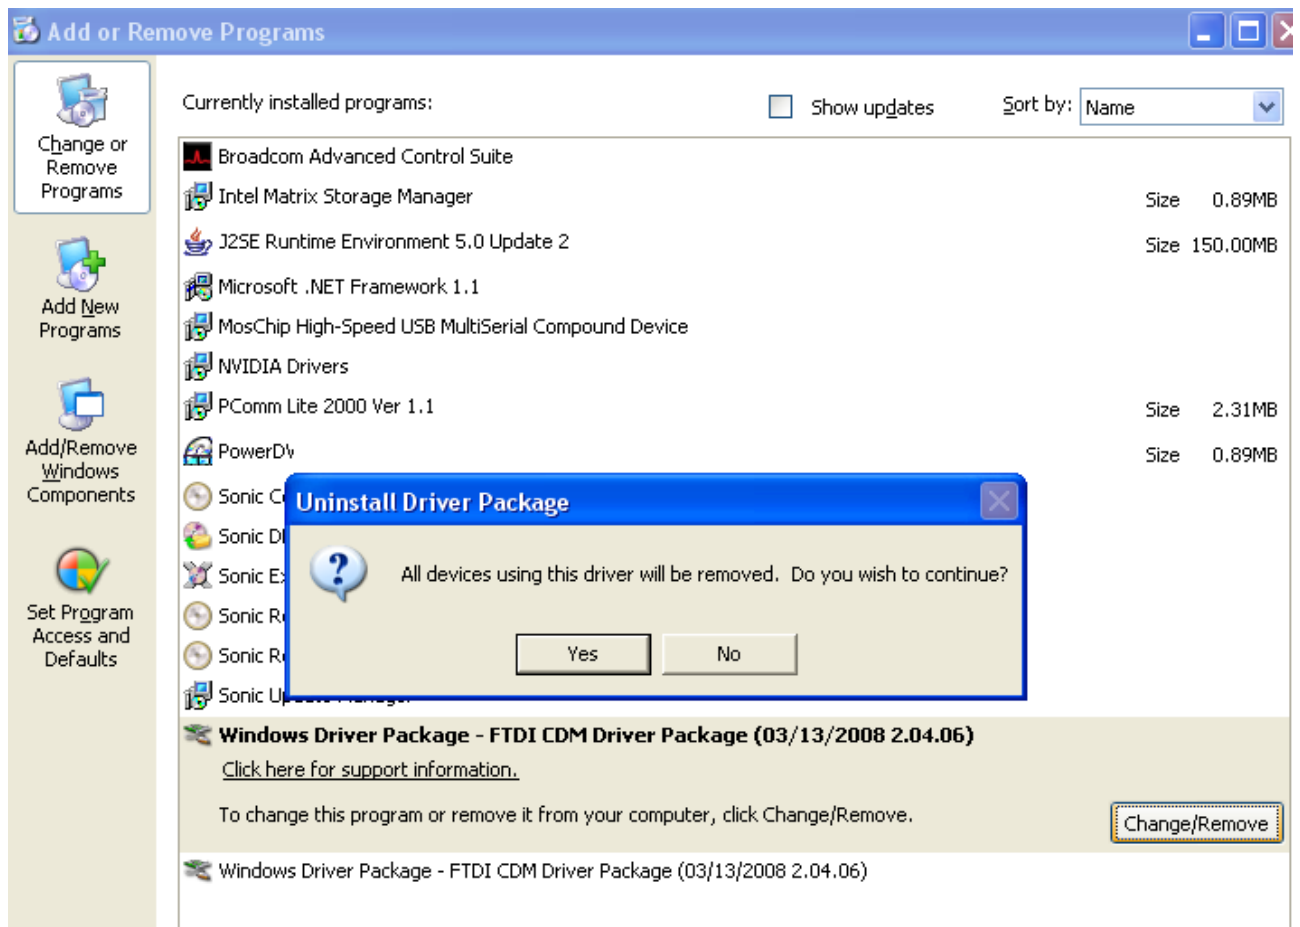 Add or Remove Programs
Change or
Remove
Programs
Add New
Programs
Add/Remove
Windows
Components
Set Program
Access and
Defaults
Currently installed programs:
Show updates
Sort by: Name
Broadcom Advanced Control Suite
Intel Matrix Storage Manager Size 0.89MB
J2SE Runtime Environment 5.0 Update 2 Size 150.00MB
Microsoft .NET Framework 1.1
MosChip High-Speed USB MultiSerial Compound Device
NVIDIA Drivers
PComm Lite 2000 Ver 1.1 Size 2.31MB
PowerDV Size 0.89MB
Sonic
Sonic
Sonic
Sonic
Sonic
Sonic
Uninstall Driver Package
All devices using this driver will be removed. Do you wish to continue?
Yes No
Windows Driver Package - FTDI CDM Driver Package (03/13/2008 2.04.06)
Click here for support information.
To change this program or remove it from your computer, click Change/Remove.
Change/Remove
Windows Driver Package - FTDI CDM Driver Package (03/13/2008 2.04.06)